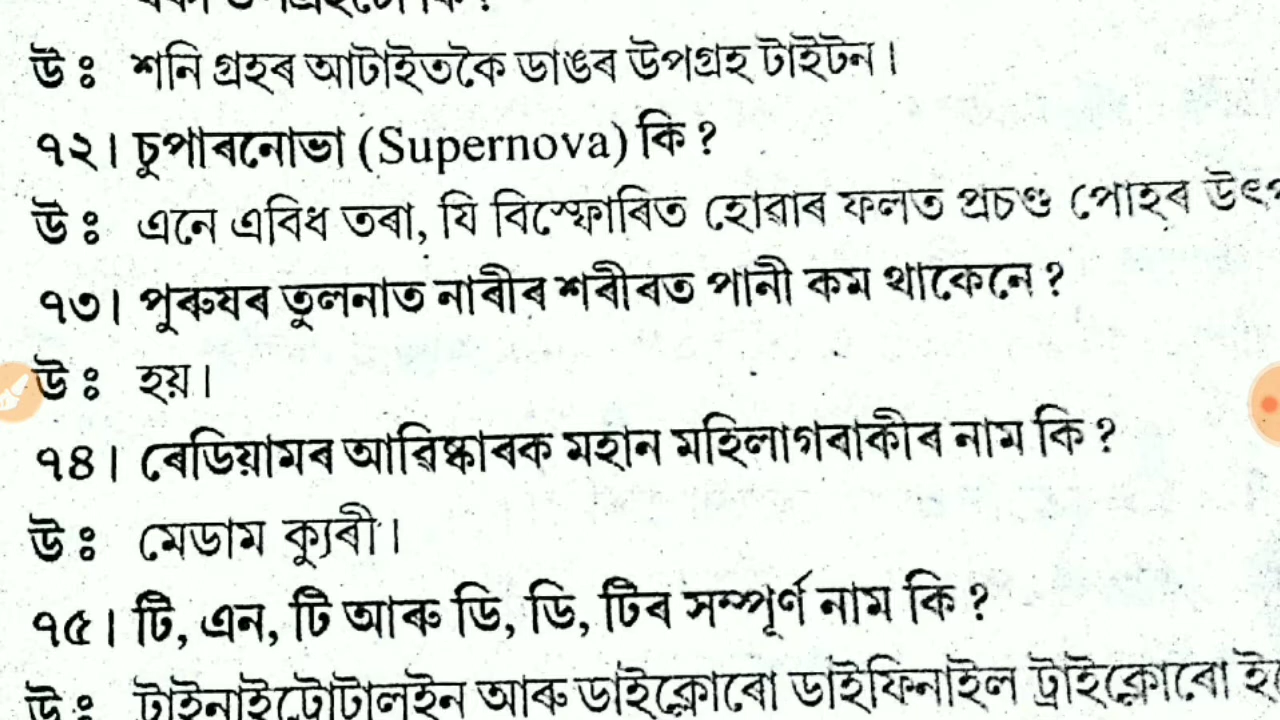 উঃ শনি গ্ৰহৰ আটাইতকৈ ডাঙৰ উপগ্ৰহ টাইটন।
৭২। চুপাৰনোভা (Supernova) কি ?
উঃ এনে এবিধ তৰা, যি বিস্ফোৰিত হোৱাৰ ফলত প্ৰচণ্ড পোহৰ
৭৩। পুৰুষৰ তুলনাত নাৰীৰ শৰীৰত পানী কম থাকেনে ?
উঃ হয়।
৭৪। ৰেডিয়ামৰ আৱিষ্কাৰক মহান মহিলাগৰাকীৰ নাম কি ?
উঃ মেডাম ক্যুৰী।
৭৫। টি, এন, টি আৰু ডি, ডি, টিৰ সম্পূৰ্ণ নাম কি ?
উঃ ট্ৰাইনাইট্ৰোটালুইন আৰু ডাইক্লোৰো ডাইফিনাইল ট্ৰাইক্লোৰো